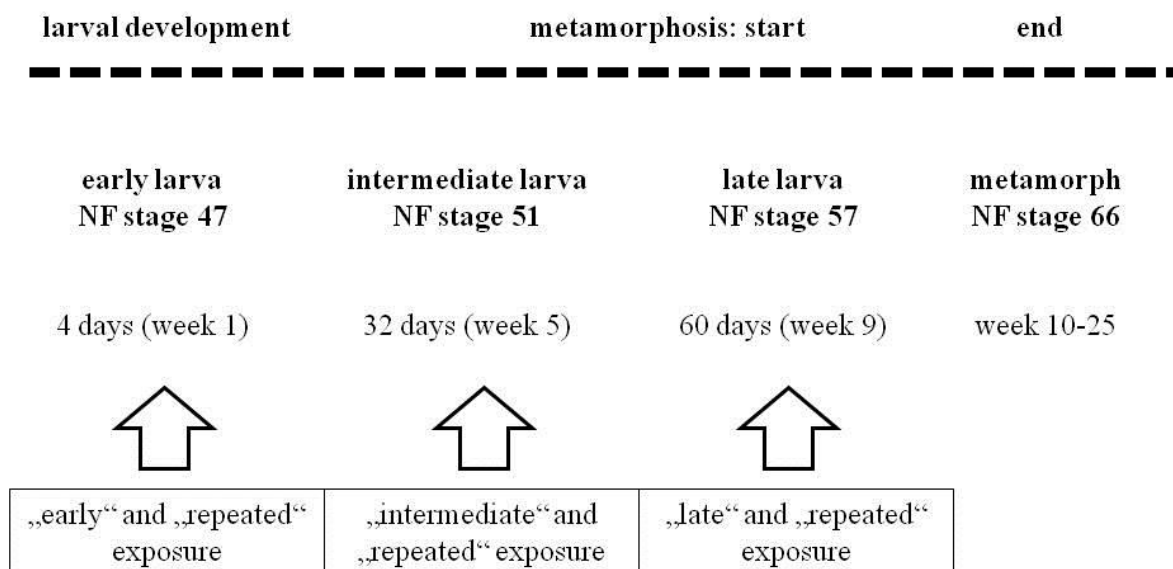 larval development metamorphosis: start end
early larva intermediate larva late larva metamorph
NF stage 47 NF stage 51 NF stage 57 NF stage 66
4 days (week 1) 32 days (week 5) 60 days (week 9) week 10-25
„early“ and „repeated“ „intermediate“ and „late“ and „repeated“
exposure „repeated“ exposure exposure